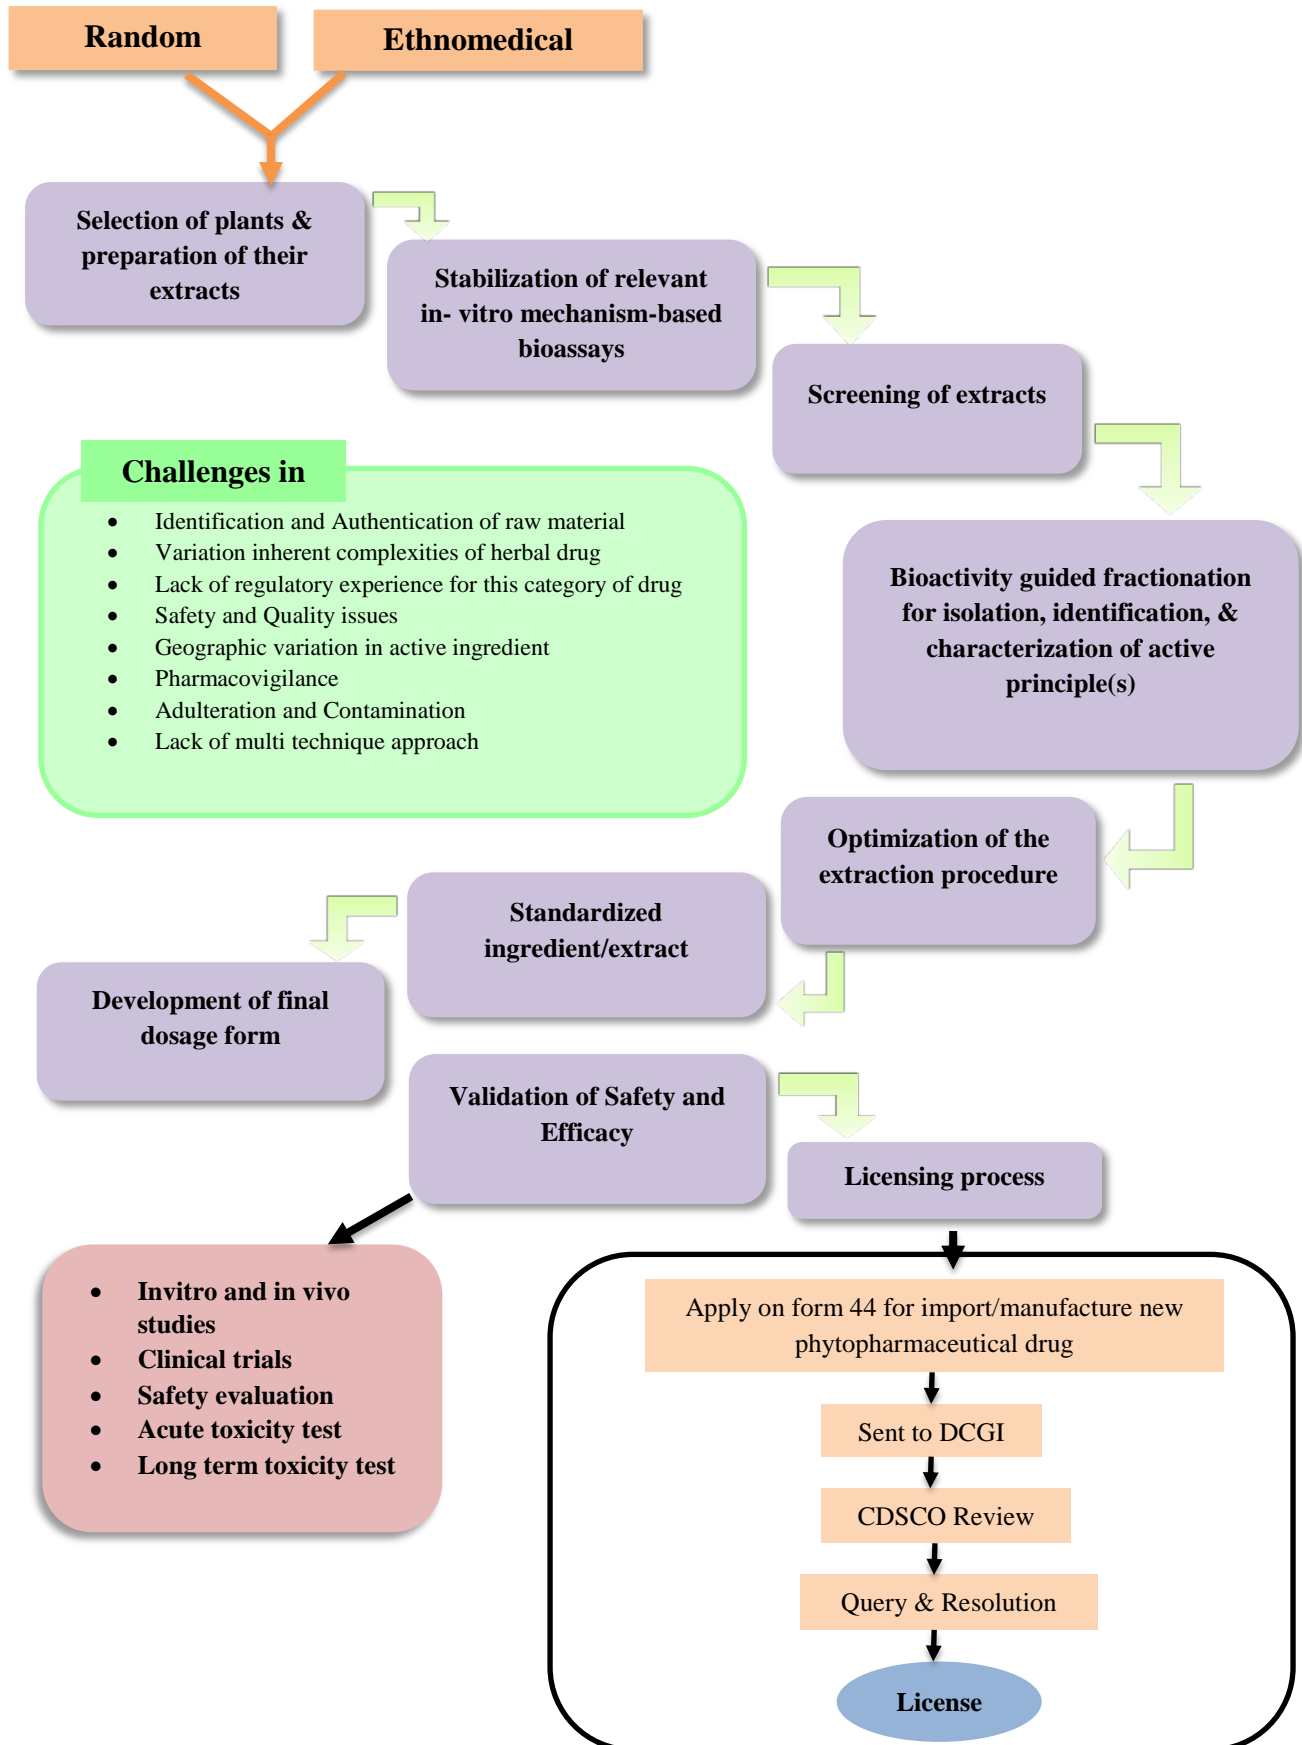 Random
Ethnomedical
Selection of plants &
preparation of their
extracts
Stabilization of relevant
in- vitro mechanism-based
bioassays
Screening of extracts
Challenges in
• Identification and Authentication of raw material
• Variation inherent complexities of herbal drug
• Lack of regulatory experience for this category of drug
• Safety and Quality issues
• Geographic variation in active ingredient
• Pharmacovigilance
• Adulteration and Contamination
• Lack of multi technique approach
Bioactivity guided fractionation
for isolation, identification, &
characterization of active
principle(s)
Optimization of the
extraction procedure
Standardized
ingredient/extract
Development of final
dosage form
Validation of Safety and
Efficacy
Licensing process
• Invitro and in vivo
studies
• Clinical trials
• Safety evaluation
• Acute toxicity test
• Long term toxicity test
Apply on form 44 for import/manufacture new
phytopharmaceutical drug
Sent to DCGI
CDSCO Review
Query & Resolution
License